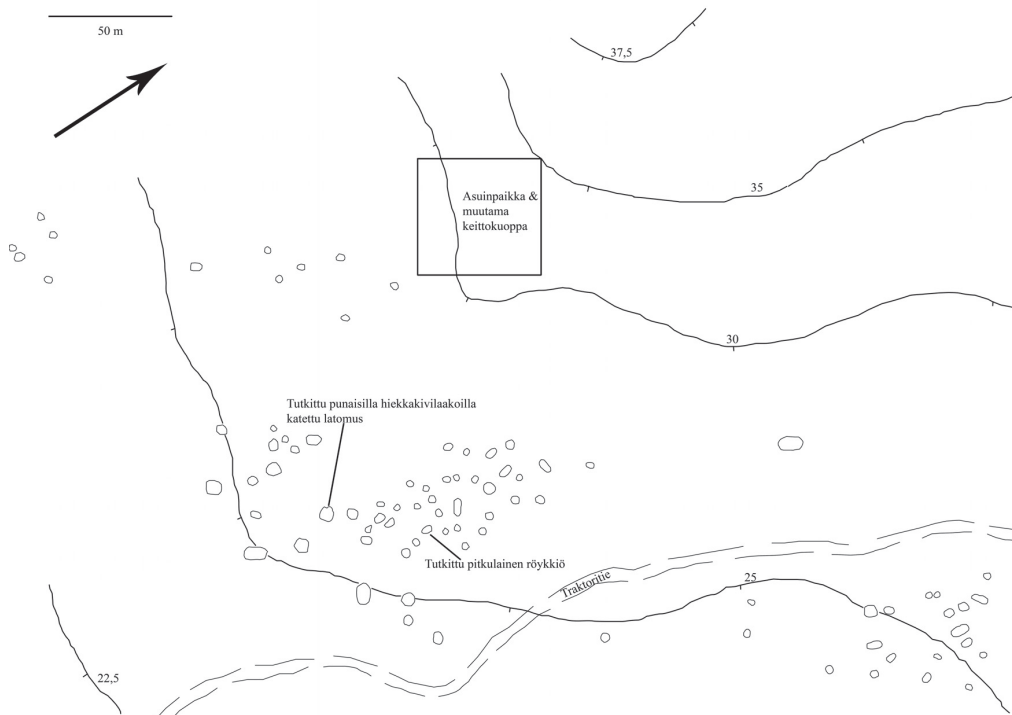 50 m
37,5
35
Asuinpaikka &
muutama
keittokuoppa
30
Tutkittu punaisilla hiekkakivilaakoilla
katettu latomus
Tutkittu pitkulainen röykkiö
Traktoritie
25
22,5